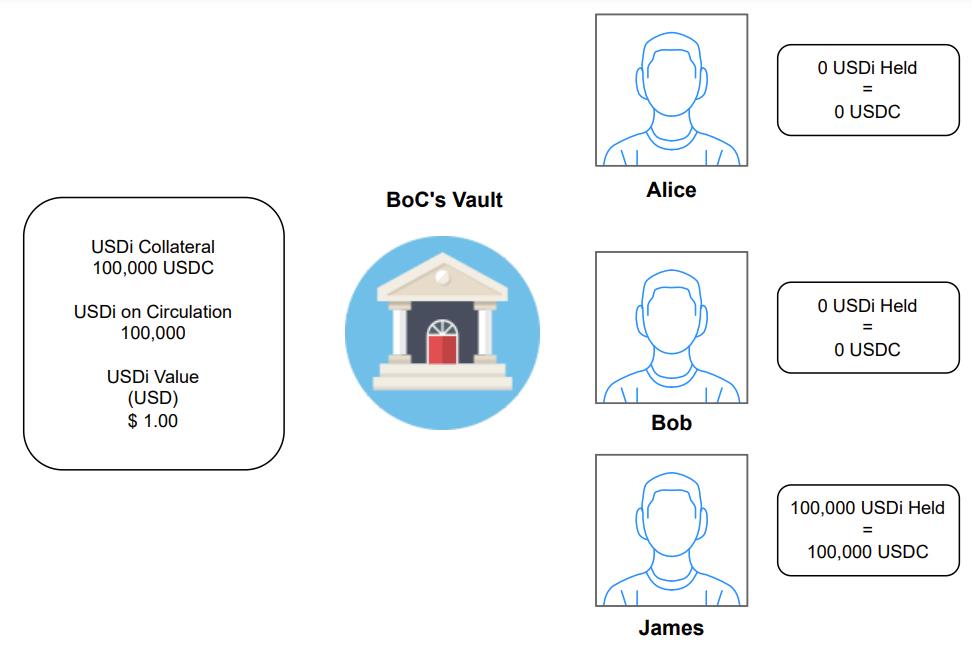 USDi Collateral
100,000 USDC
USDi on Circulation
100,000
USDi Value
(USD)
$ 1.00
BoC's Vault
Alice
0 USDi Held
=
0 USDC
Bob
0 USDi Held
=
0 USDC
James
100,000 USDi Held
=
100,000 USDC